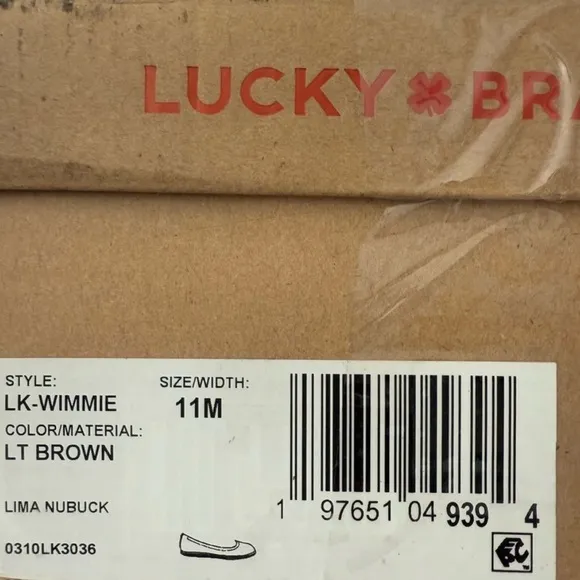 LUCKY BRA
STYLE: SIZE/WIDTH:
LK-WIMMIE 11M
COLOR/MATERIAL:
LT BROWN
LIMA NUBUCK
1 97651 04 939 4
0310LK3036